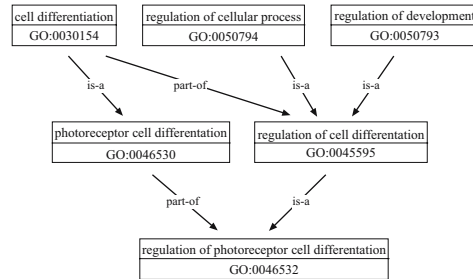 cell differentiation
GO:0030154
regulation of cellular process
GO:0050794
regulation of development
GO:0050793
is-a
part-of
is-a
is-a
photoreceptor cell differentation
GO:0046530
regulation of cell differentation
GO:0045595
part-of
is-a
regulation of photoreceptor cell differentation
GO:0046532